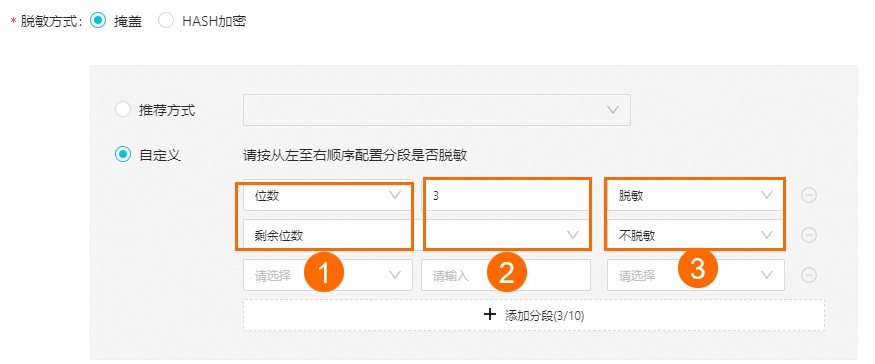 * 脱敏方式: 掩盖 HASH加密
推荐方式
自定义 请按从左至右顺序配置分段是否脱敏
位数 3 脱敏
剩余位数 不脱敏
1 2 3
请选择 请输入 请选择
+ 添加分段(3/10)